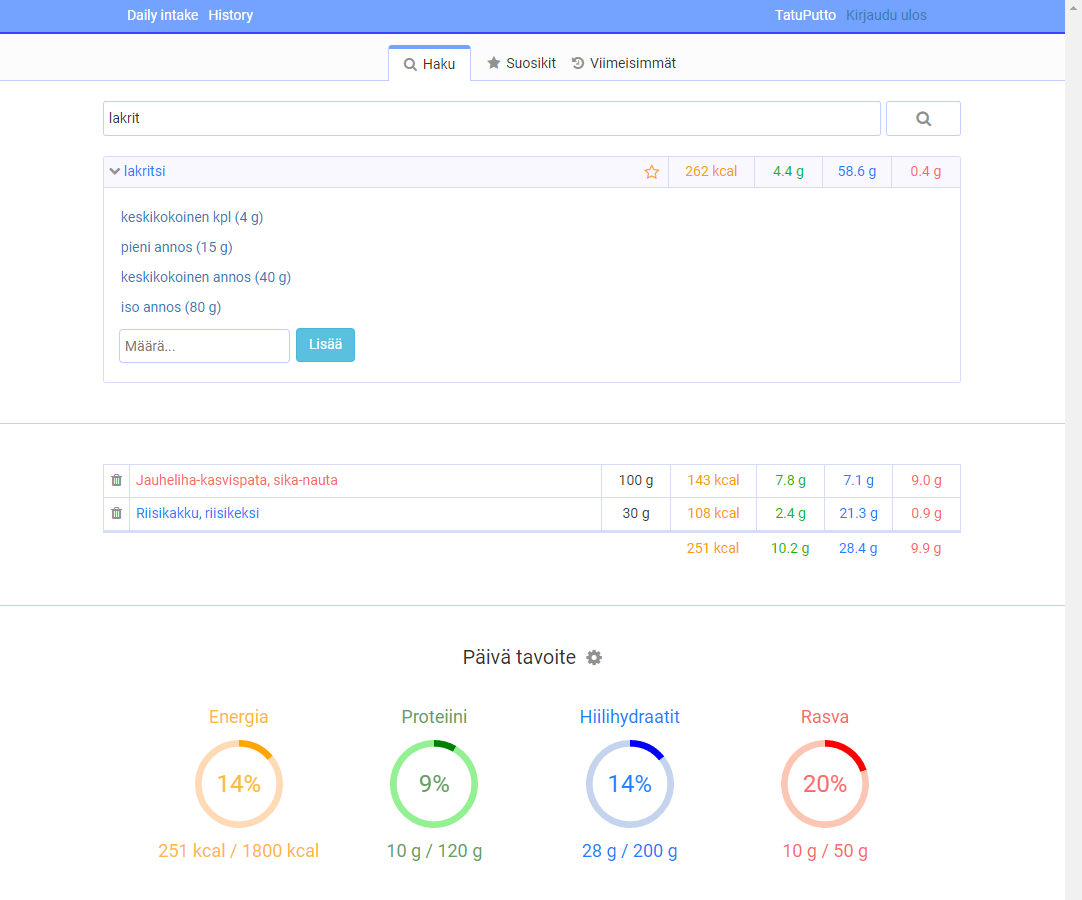 Daily intake History TatuPutto Kirjaudu ulos
Haku Suosikit Viimeisimmät
lakrit
lakritsi 262 kcal 4.4 g 58.6 g 0.4 g
keskikokoinen kpl (4 g)
pieni annos (15 g)
keskikokoinen annos (40 g)
iso annos (80 g)
Määrä... Lisää
Jauheliha-kasvispata, sika-nauta 100 g 143 kcal 7.8 g 7.1 g 9.0 g
Riisikakku, riisikeksi 30 g 108 kcal 2.4 g 21.3 g 0.9 g
251 kcal 10.2 g 28.4 g 9.9 g
Päivä tavoite
Energia Proteiini Hiilihydraatit Rasva
14% 9% 14% 20%
251 kcal / 1800 kcal 10 g / 120 g 28 g / 200 g 10 g / 50 g